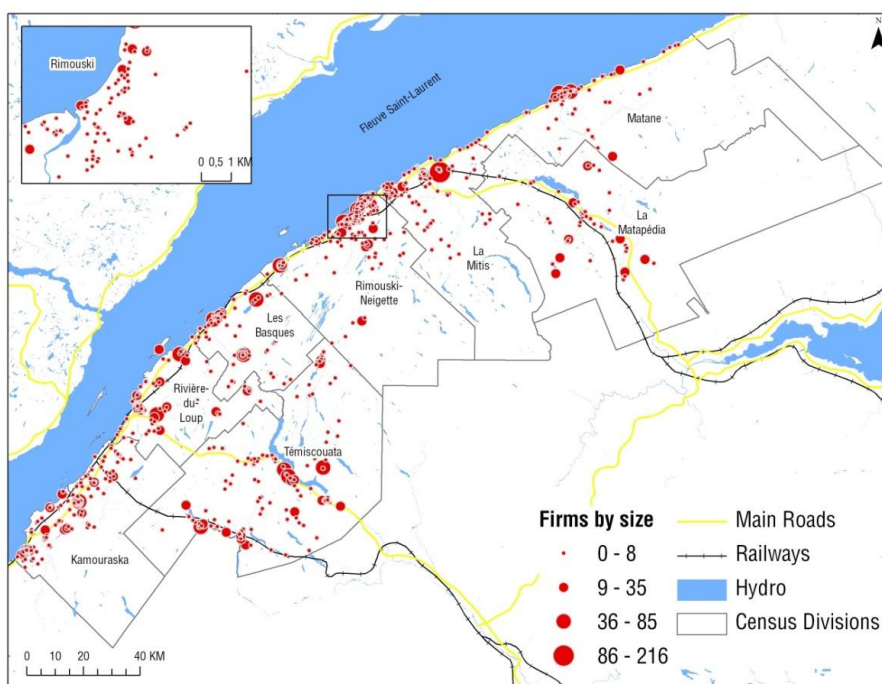 Rimouski
0 0,5 1 KM
N
Fleuve Saint-Laurent
Matane
La
Matapédia
La
Mitis
Rimouski-
Neigette
Les
Basques
Rivière-
du-
Loup
Témiscouata
Kamouraska
Firms by size
0 - 8
9 - 35
36 - 85
86 - 216
Main Roads
Railways
Hydro
Census Divisions
0 10 20 40 KM